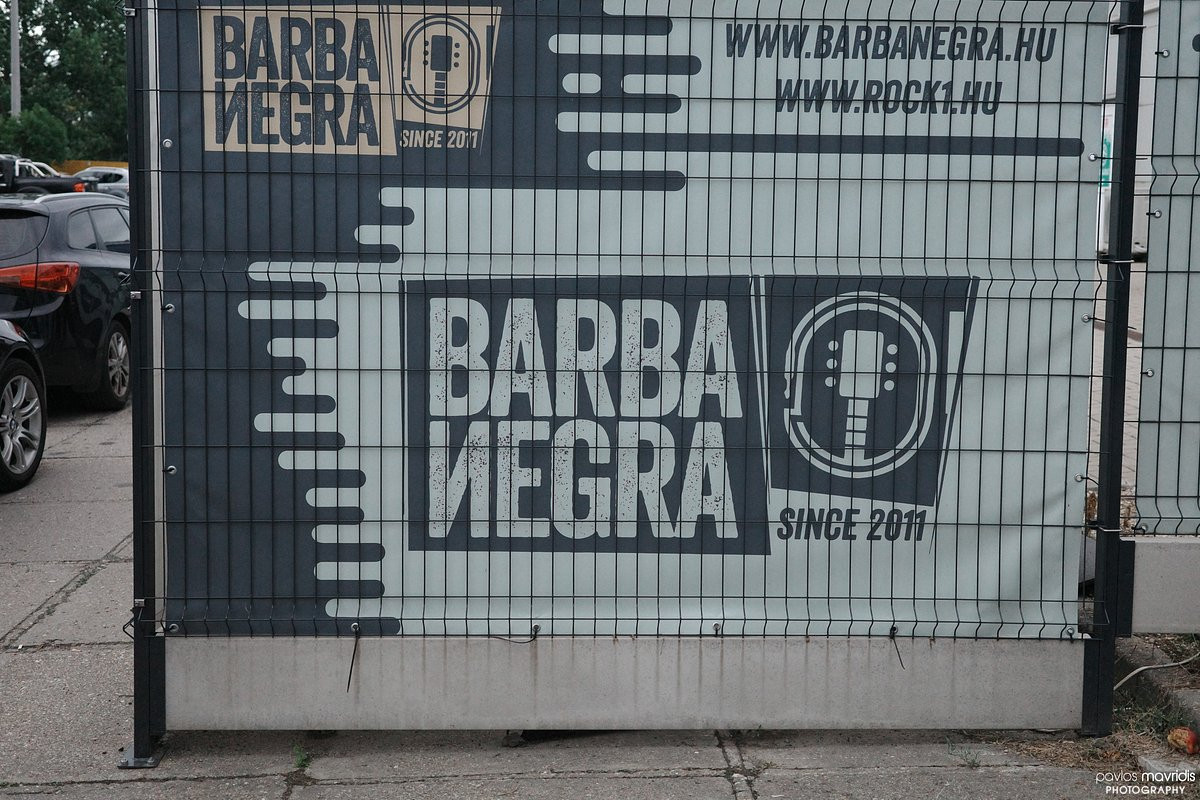 BARBA
NEGRA
SINCE 2011
WWW.BARBANEGRA.HU
WWW.ROCK1.HU
BARBA
NEGRA
SINCE 2011
pavlos mavridis
PHOTOGRAPHY